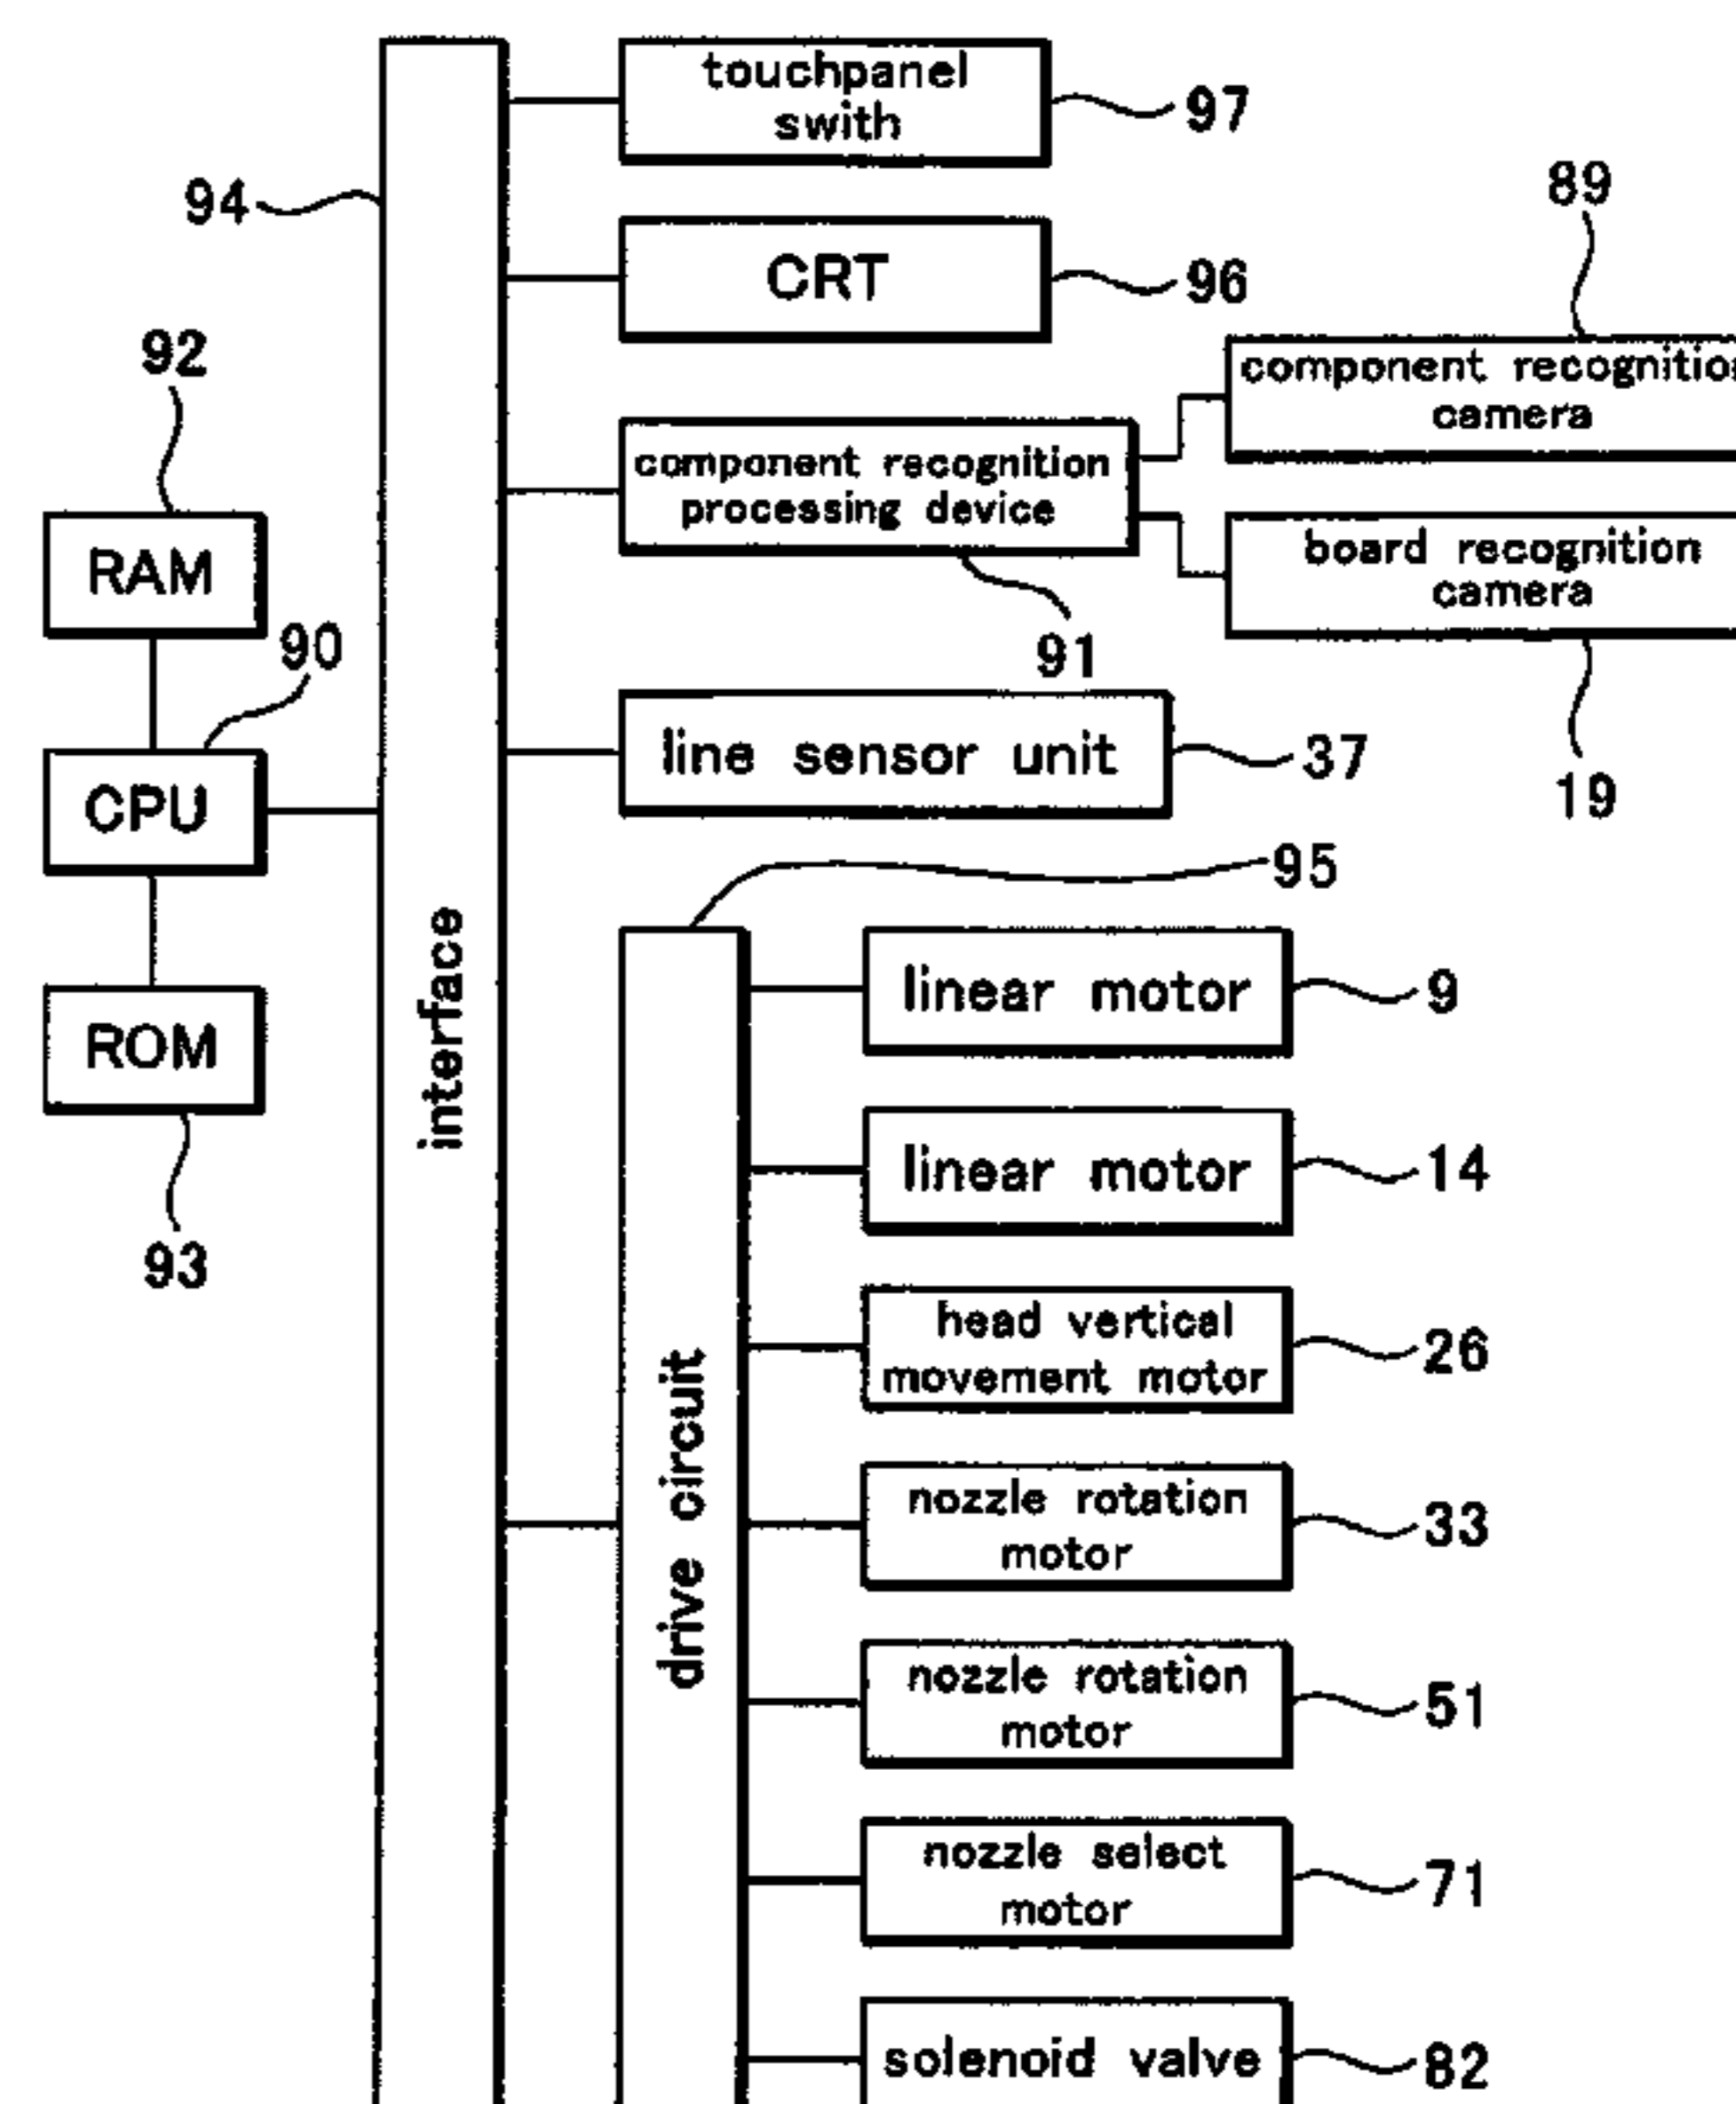 touchpanel
swith
97
94
89
CRT
96
92
component recognition
camera
component recognition
processing device
RAM
board recognition
camera
90
91
line sensor unit
37
19
CPU
95
interface
linear motor
9
ROM
linear motor
14
93
head vertical
movement motor
26
drive circuit
nozzle rotation
motor
33
nozzle rotation
motor
51
nozzle select
motor
71
solenoid valve
82